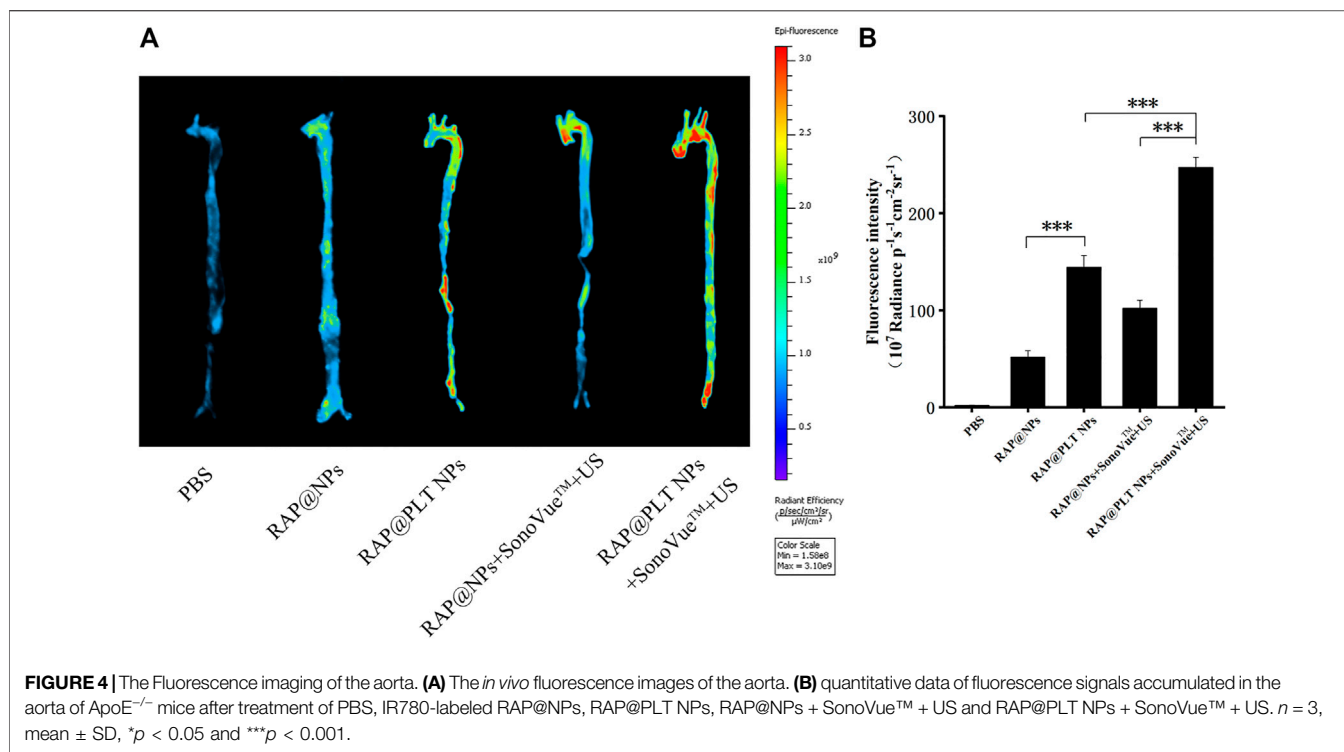 A
Epi-fluorescence
3.0
2.5
2.0
x10⁹
1.5
1.0
0.5
Radiant Efficiency
(p/sec/cm²/sr
µW/cm²)
Color Scale
Min = 1.58e8
Max = 3.10e9
PBS
RAP@NPs
RAP@PLT NPs
RAP@NPs+SonoVue™+US
RAP@PLT NPs
+SonoVue™+US
B
Fluorescence intensity
(10⁷ Radiance p⁻¹s⁻¹cm⁻²sr⁻¹)
300
200
100
0
***
***
***
PBS
RAP@NPs
RAP@PLT NPs
RAP@NPs+SonoVue™+US
RAP@PLT NPs+SonoVue™+US
FIGURE 4 | The Fluorescence imaging of the aorta. (A) The in vivo fluorescence images of the aorta. (B) quantitative data of fluorescence signals accumulated in the
aorta of ApoE⁻/⁻ mice after treatment of PBS, IR780-labeled RAP@NPs, RAP@PLT NPs, RAP@NPs + SonoVue™ + US and RAP@PLT NPs + SonoVue™ + US. n = 3,
mean ± SD, *p < 0.05 and ***p < 0.001.